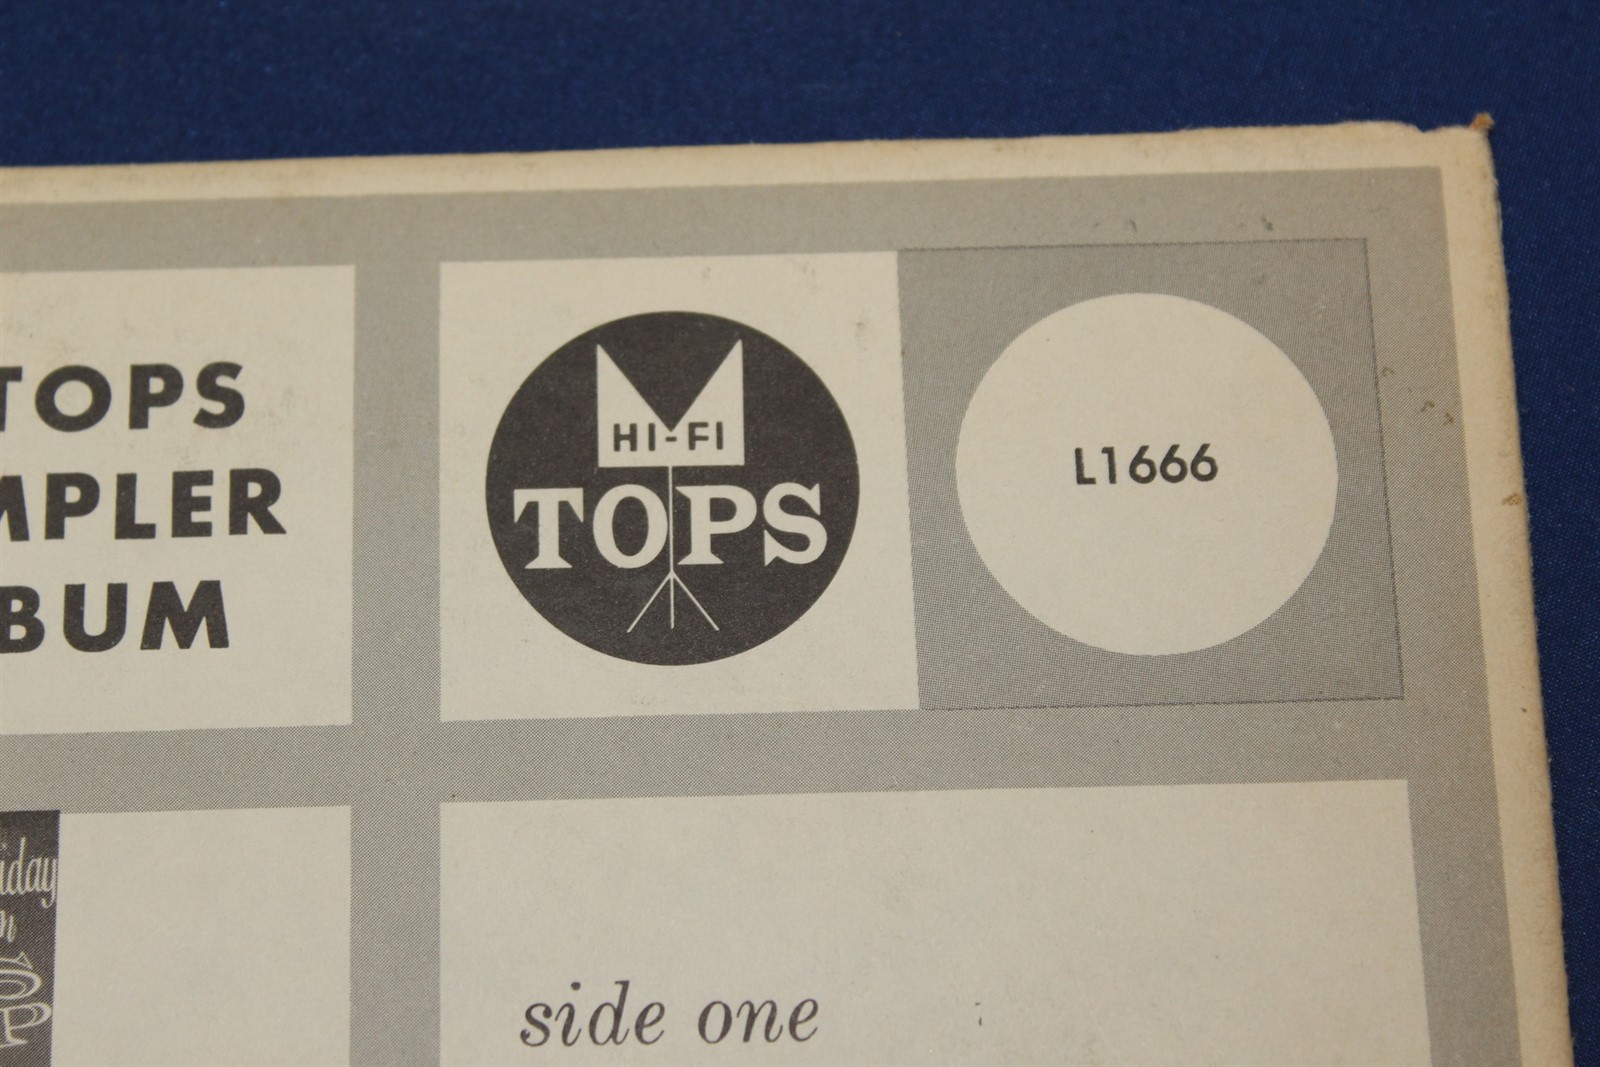 TOPS
MPLER
BUM
HI-FI
TOPS
L1666
side one